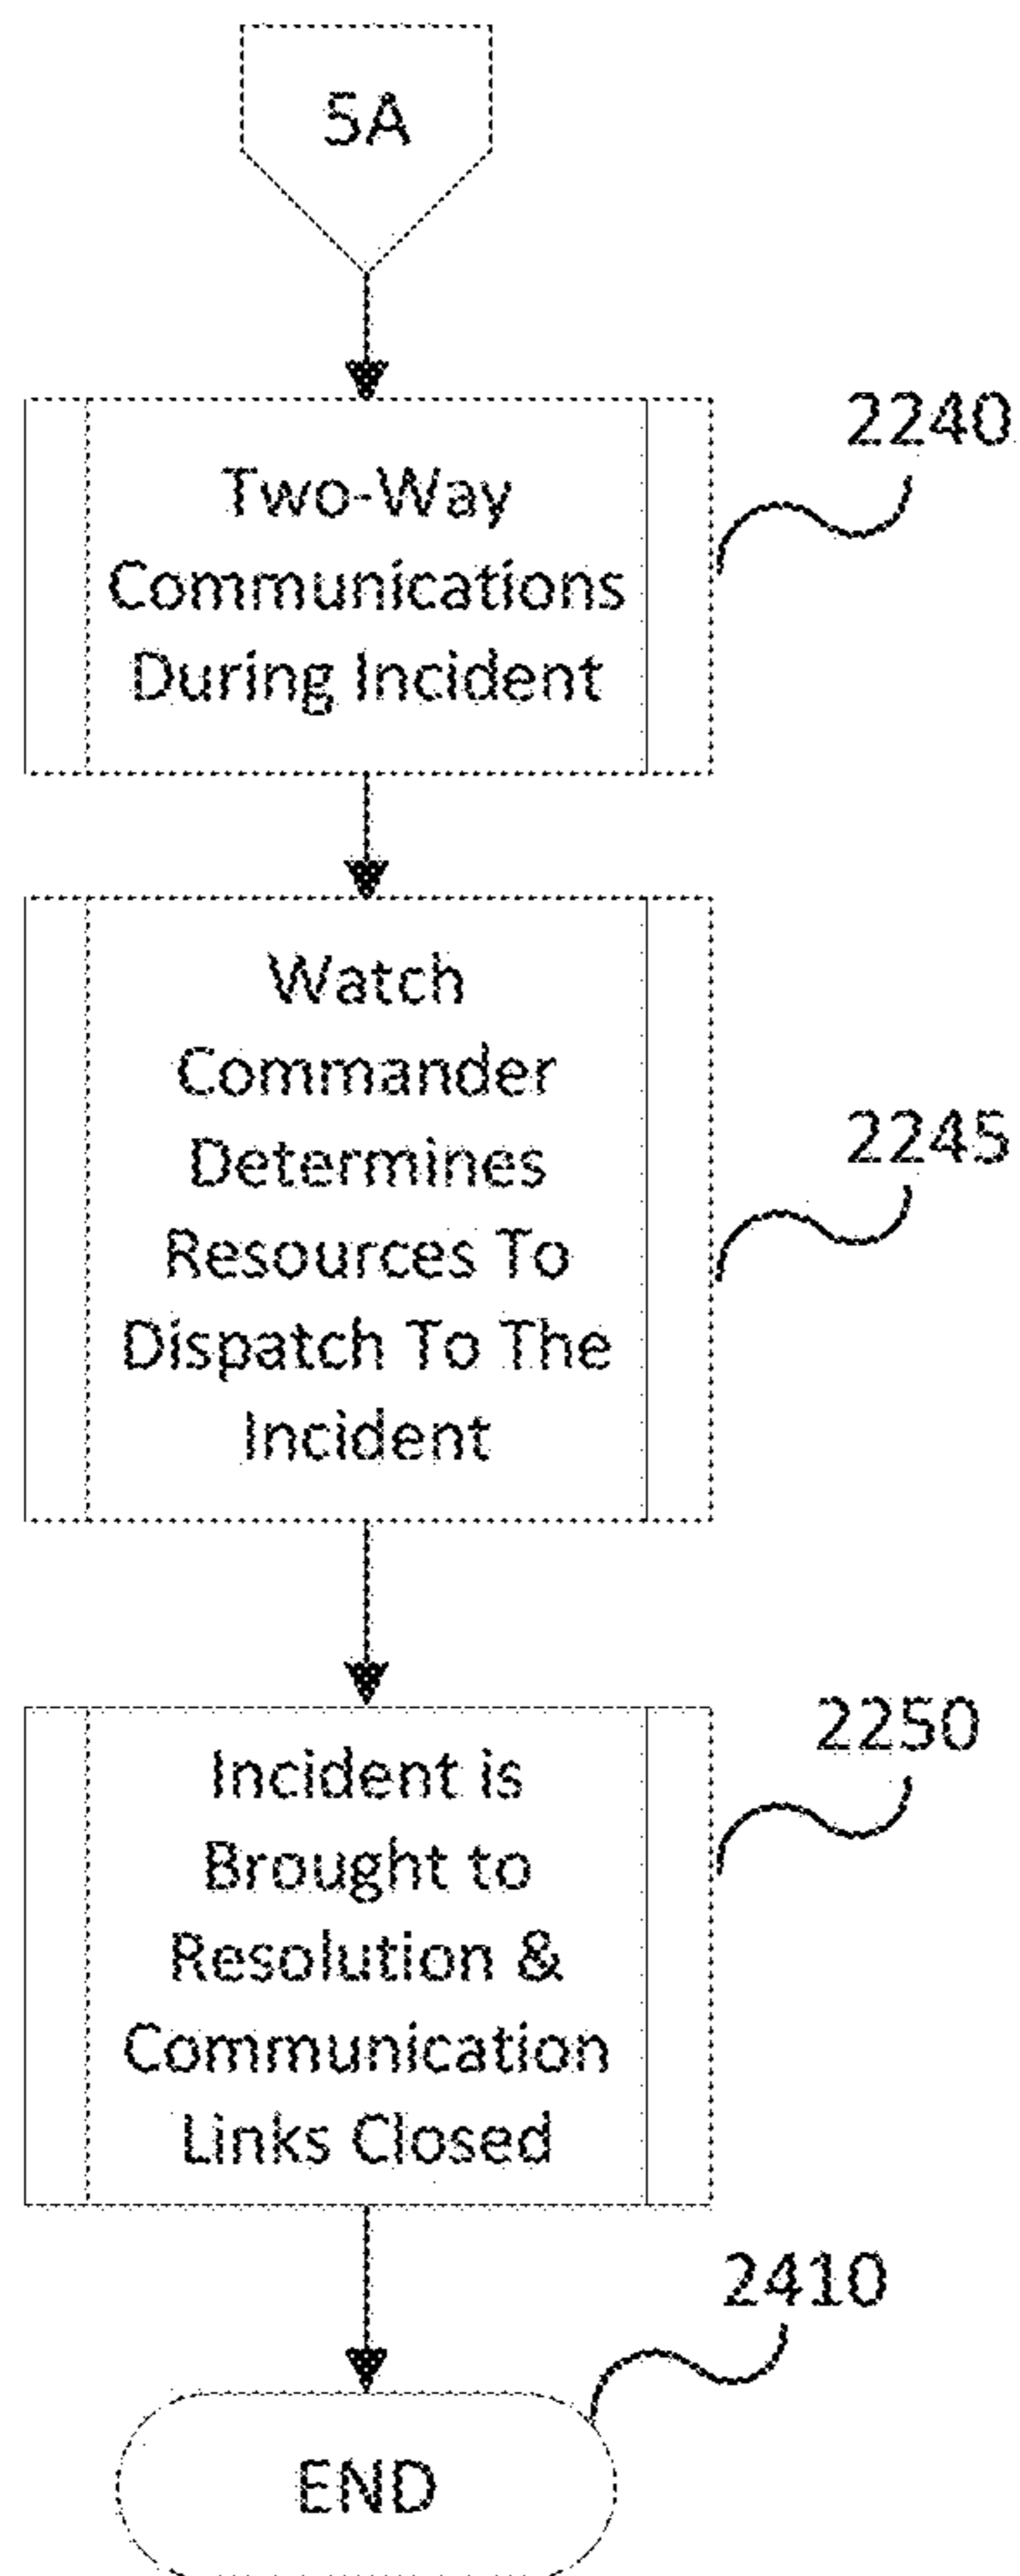 5A
2240
Two-Way
Communications
During Incident
Watch
Commander
Determines
Resources To
Dispatch To The
Incident
2245
Incident is
Brought to
Resolution &
Communication
Links Closed
2250
2410
END